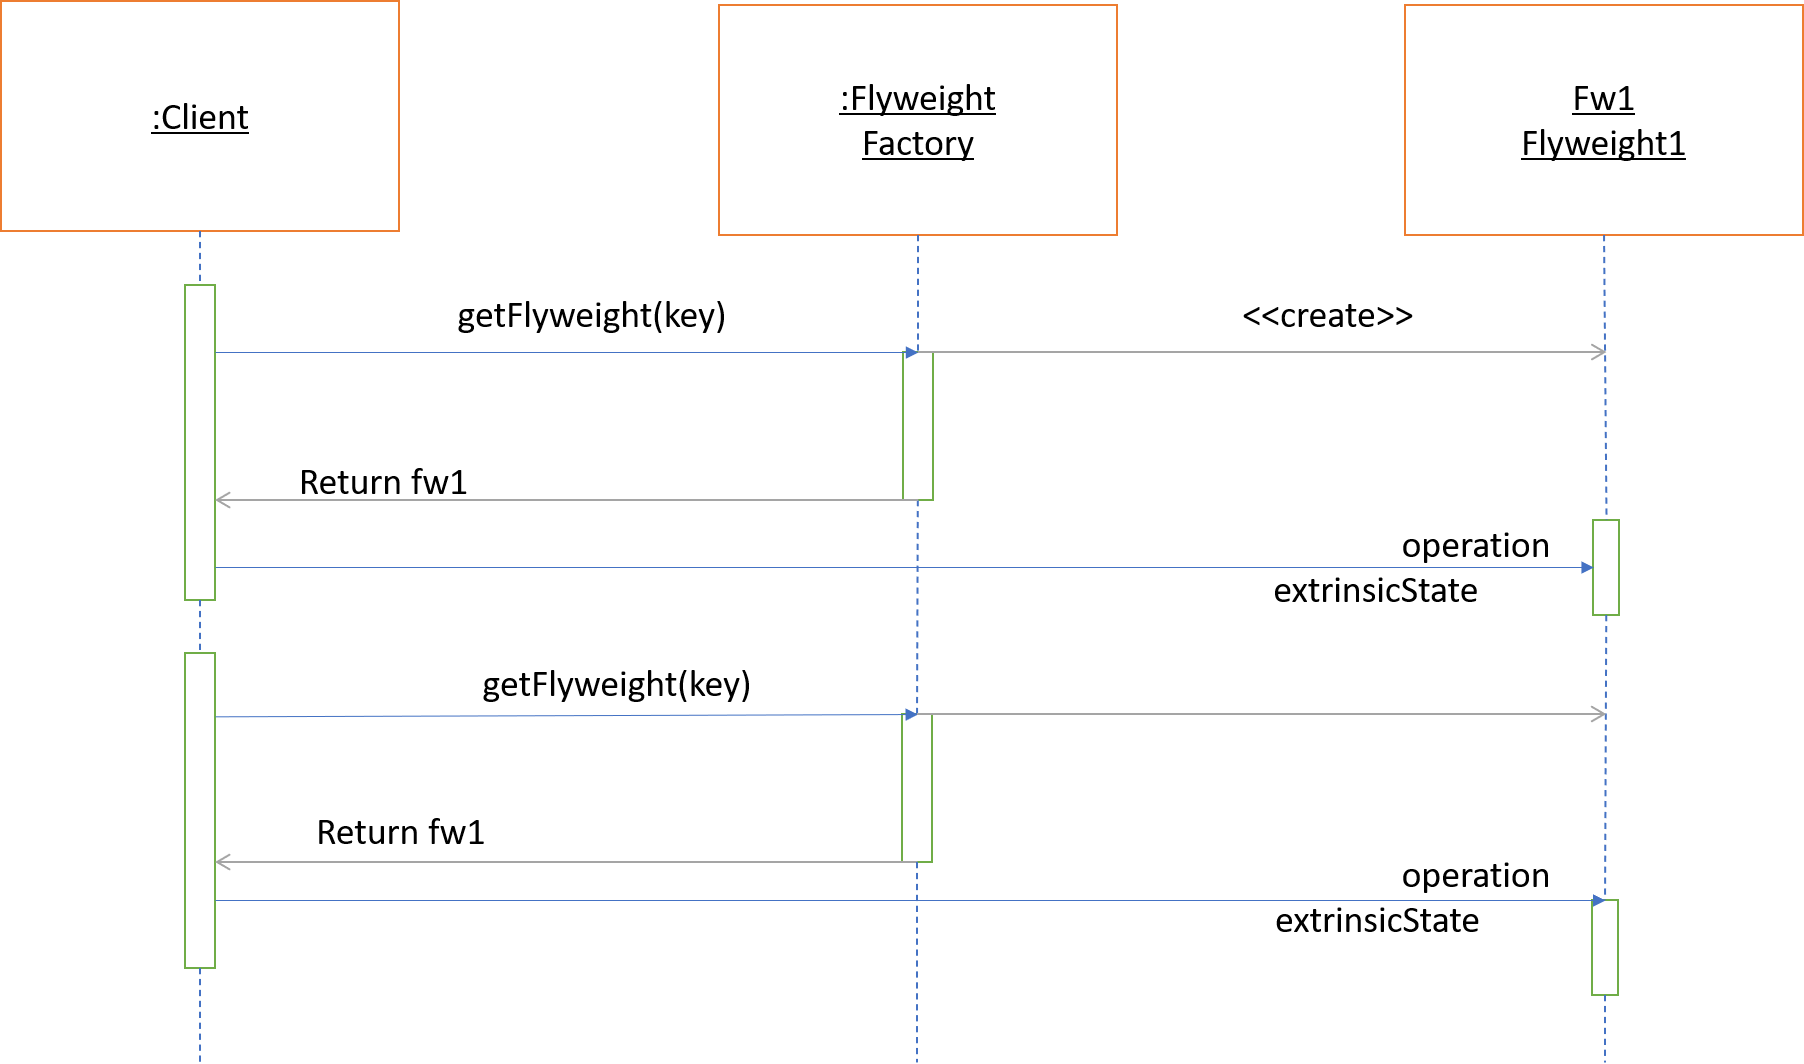 :Client
:Flyweight
Factory
Fw1
Flyweight1
getFlyweight(key)
<<create>>
Return fw1
operation
extrinsicState
getFlyweight(key)
Return fw1
operation
extrinsicState